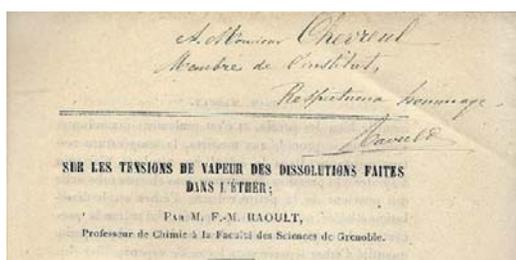 A Monsieur Chevreul
Membre de l'institut,
Respectueux hommage.
Raoult
SUR LES TENSIONS DE VAPEUR DES DISSOLUTIONS FAITES
DANS L'ÉTHER;
PAR M. F.-M. RAOULT,
Professeur de Chimie à la Faculté des Sciences de Grenoble.